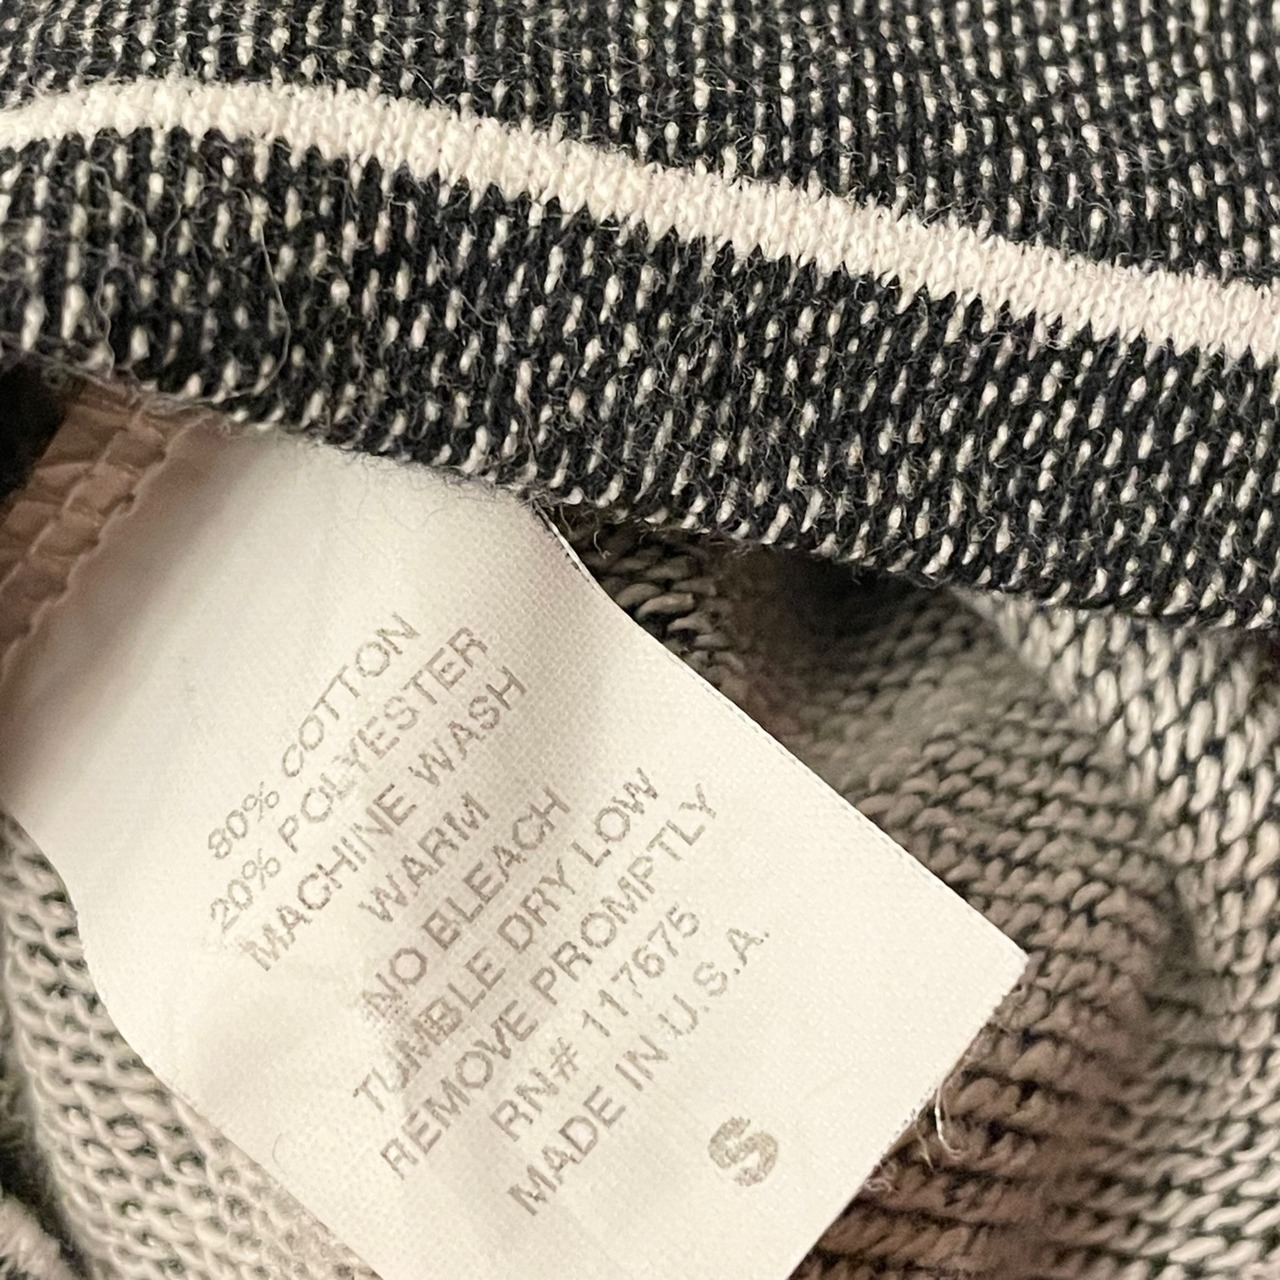 80% COTTON
20% POLYESTER
MACHINE WASH
WARM
NO BLEACH
TUMBLE DRY LOW
REMOVE PROMPTLY
RN# 117675
MADE IN U.S.A.
S